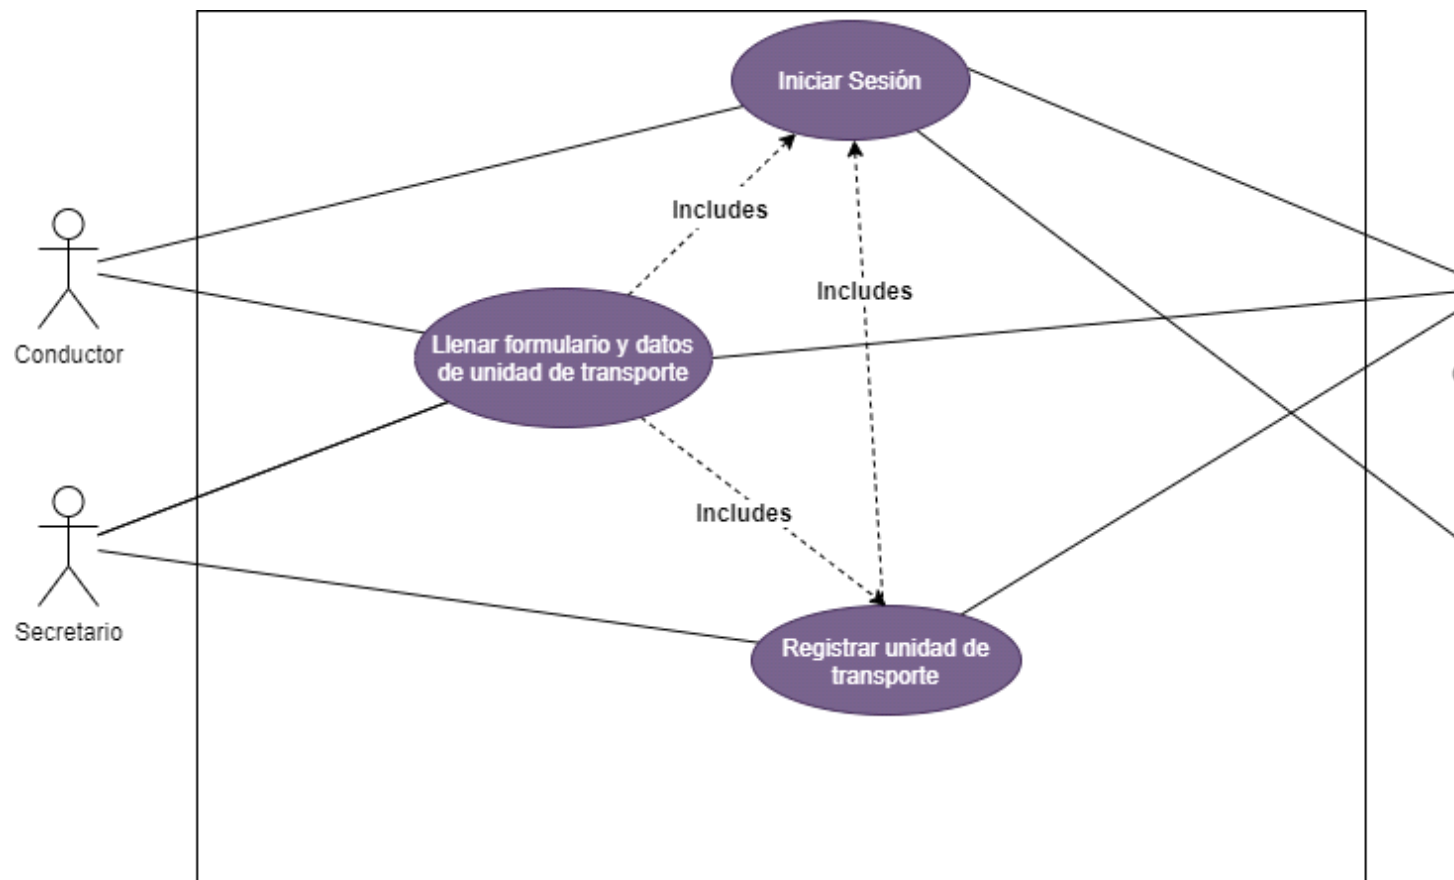 Iniciar Sesión
Includes
Includes
Llenar formulario y datos
de unidad de transporte
Conductor
Includes
Secretario
Registrar unidad de
transporte